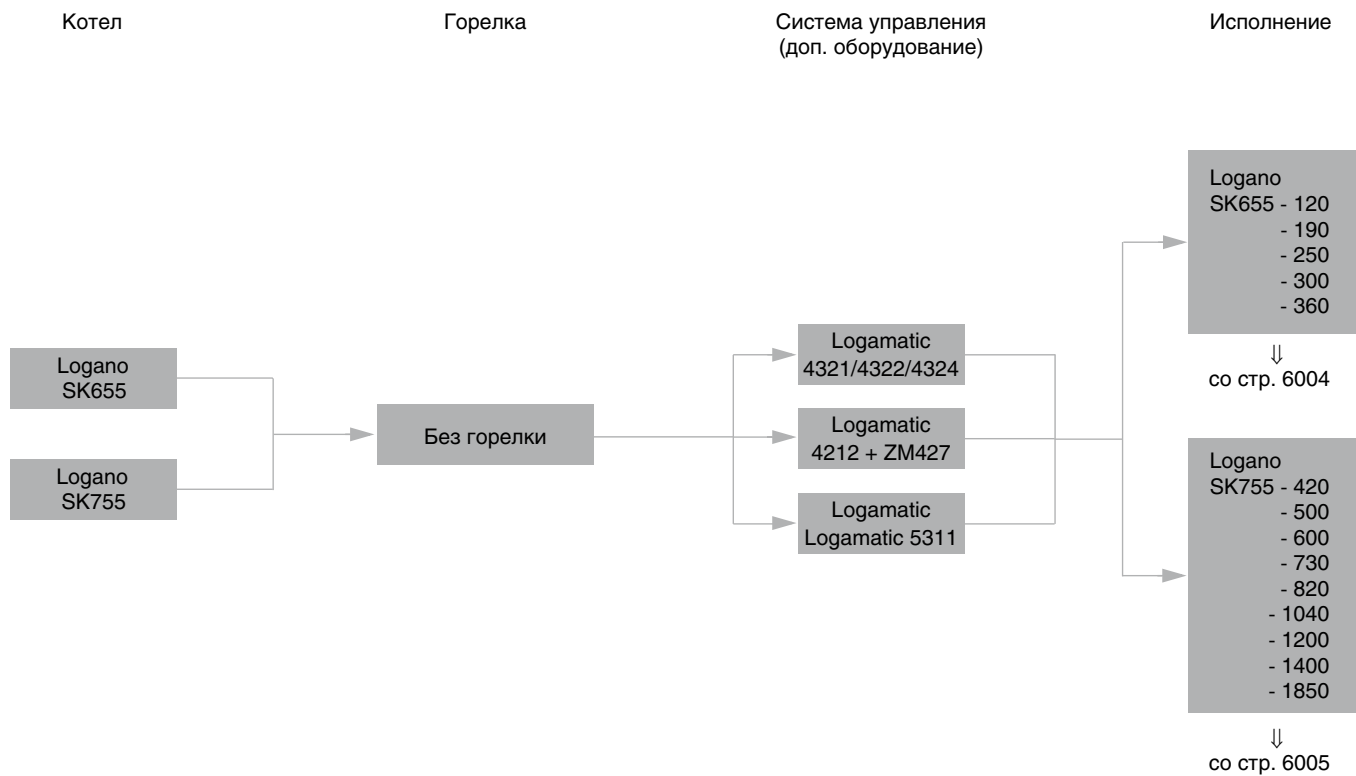 Котел
Горелка
Система управления
(доп. оборудование)
Исполнение
Logano
SK655
Logano
SK755
Без горелки
Logamatic
4321/4322/4324
Logamatic
4212 + ZM427
Logamatic
Logamatic 5311
Logano
SK655 - 120
- 190
- 250
- 300
- 360
⇓
со стр. 6004
Logano
SK755 - 420
- 500
- 600
- 730
- 820
- 1040
- 1200
- 1400
- 1850
⇓
со стр. 6005